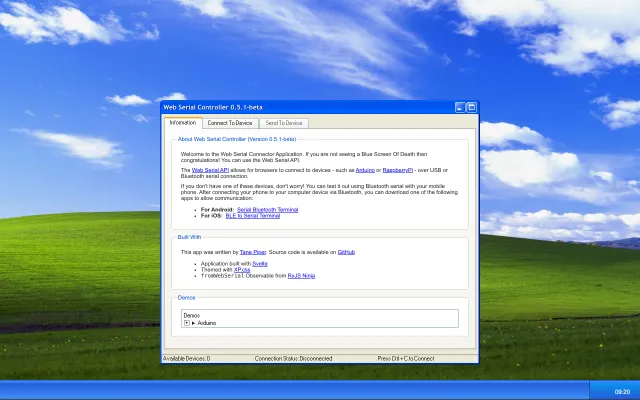 Web Serial Controller 0.5.1-beta
Information Connect To Device Send To Device
About Web Serial Controller (Version 0.5.1-beta)
Welcome to the Web Serial Connector Application. If you are not seeing a Blue Screen Of Death then
congratulations! You can use the Web Serial API.
The Web Serial API allows for browsers to connect to devices - such as Arduino or RaspberryPi - over USB or
Bluetooth serial connection.
If you don't have one of these devices, don't worry! You can test it out using Bluetooth serial with your mobile
phone. After connecting your phone to your computer device via Bluetooth, you can download one of the following
apps to allow communication:
For Android: Serial Bluetooth Terminal
For iOS: BLE to Serial Terminal
Built With
This app was written by Tane Piper. Source code is available on GitHub
Application built with Svelte
Themed with XP.css
fromWebSerial Observable from RxJS Ninja
Demos
Demos
Arduino
Available Devices: 0 Connection Status: Disconnected Press Ctrl + C to Connect
09:20